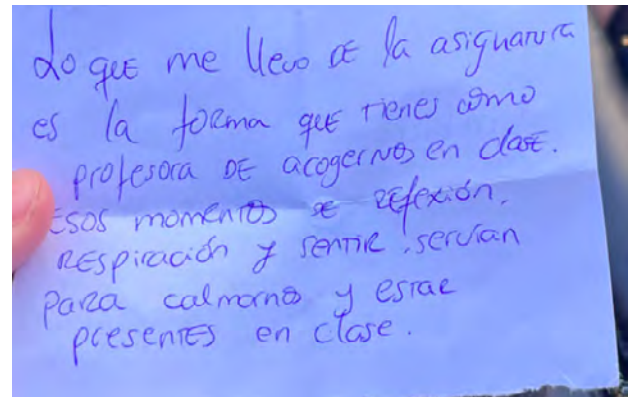 Lo que me llevo de la asignatura
es la forma que tienes como
profesora de acogernos en clase.
Esos momentos de refexión,
respiración y sentir, servían
para calmarnos y estar
presentes en clase.